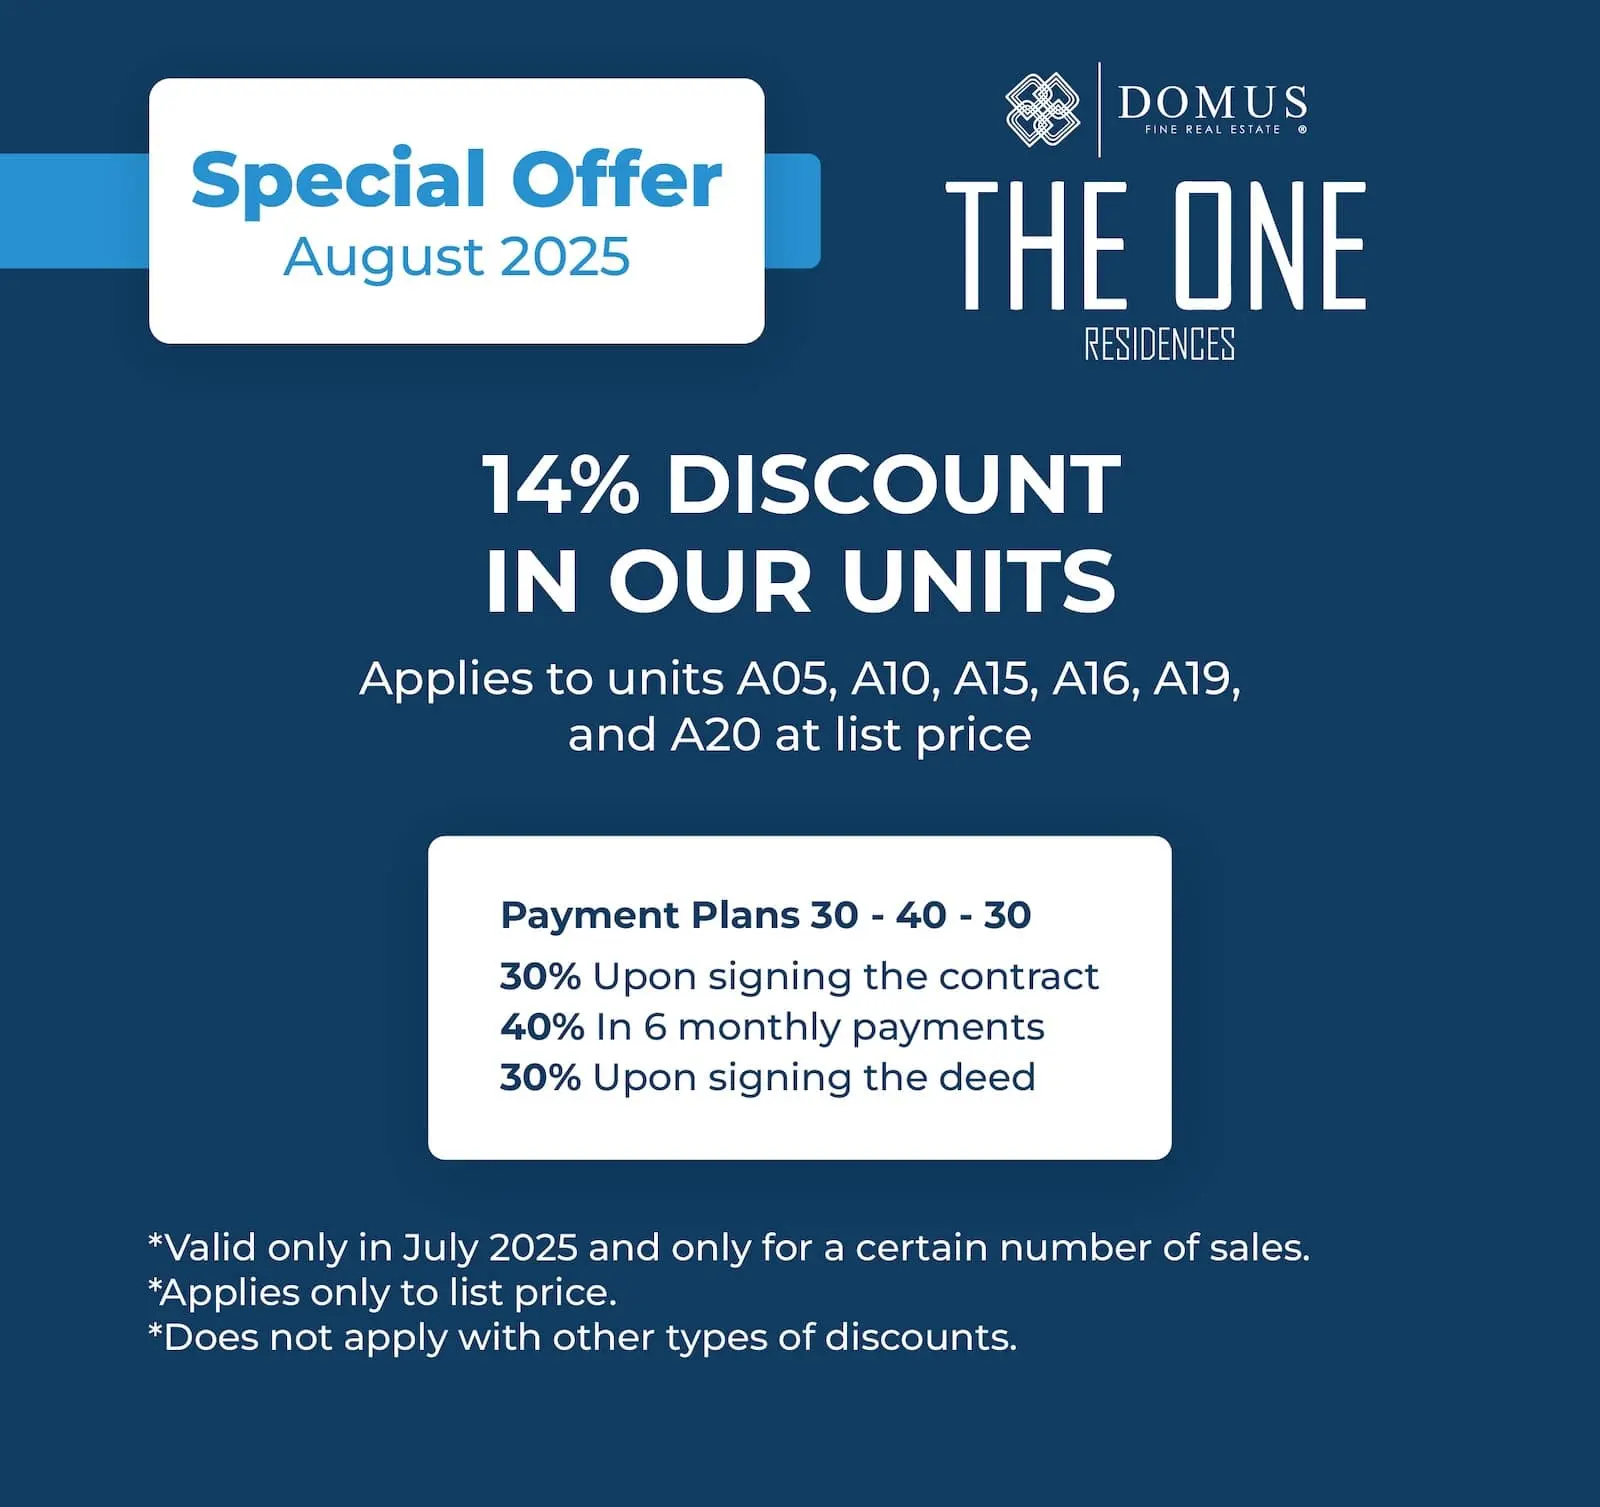 Special Offer
August 2025
DOMUS
FINE REAL ESTATE ®
THE ONE
RESIDENCES
14% DISCOUNT
IN OUR UNITS
Applies to units A05, A10, A15, A16, A19,
and A20 at list price
Payment Plans 30 - 40 - 30
30% Upon signing the contract
40% In 6 monthly payments
30% Upon signing the deed
*Valid only in July 2025 and only for a certain number of sales.
*Applies only to list price.
*Does not apply with other types of discounts.